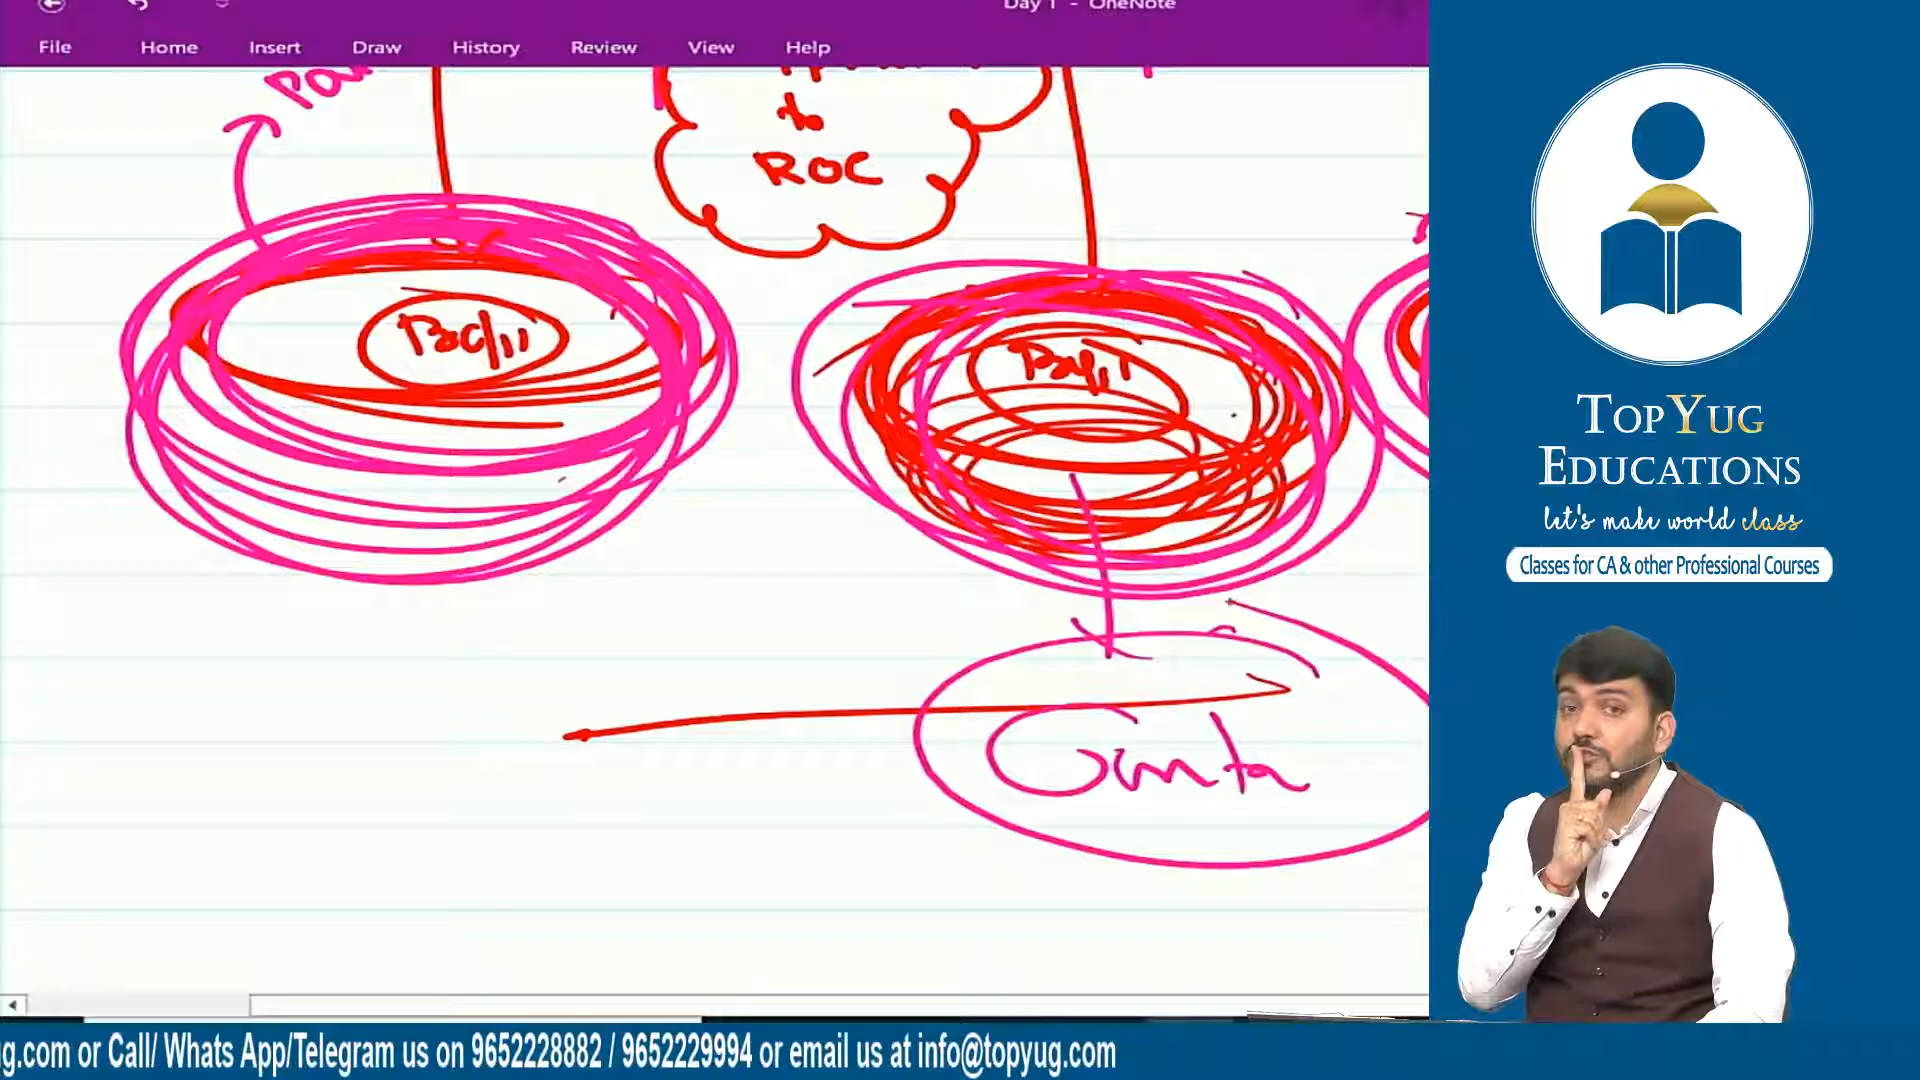 Day 1 - OneNote
File Home Insert Draw History Review View Help
to
ROC
TOPYUG
EDUCATIONS
let's make world class
Classes for CA & other Professional Courses
g.com or Call/ Whats App/Telegram us on 9652228882 / 9652229994 or email us at info@topyug.com